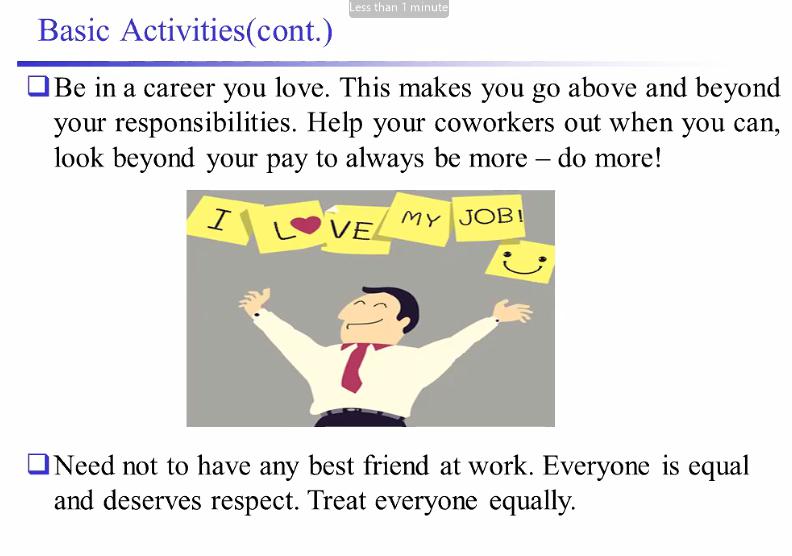 Less than 1 minute
Basic Activities(cont.)
Be in a career you love. This makes you go above and beyond
your responsibilities. Help your coworkers out when you can,
look beyond your pay to always be more – do more!
I L❤VE MY JOB!
Need not to have any best friend at work. Everyone is equal
and deserves respect. Treat everyone equally.